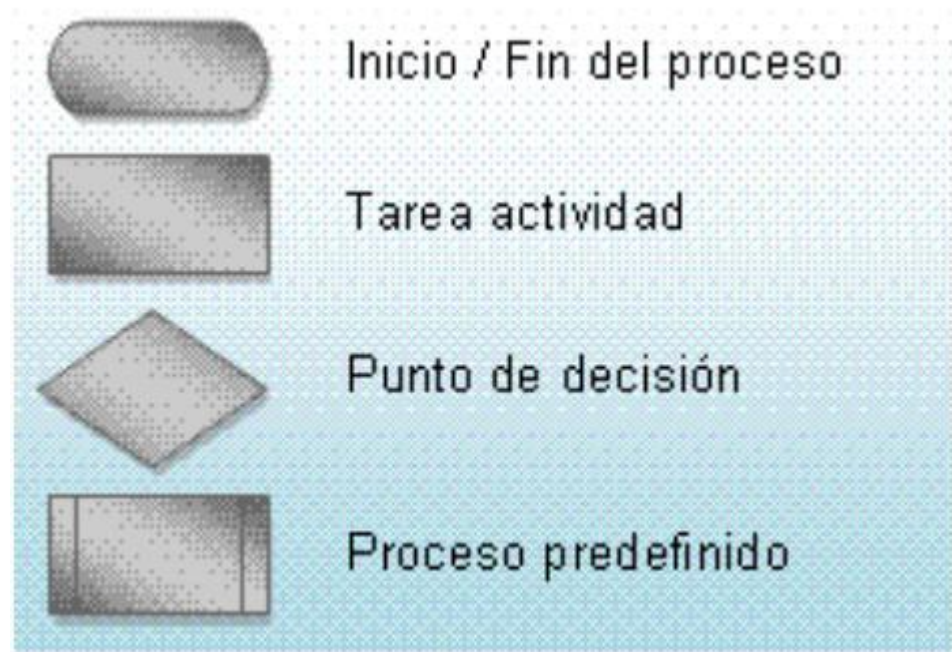 Inicio / Fin del proceso
Tarea actividad
Punto de decisión
Proceso predefinido